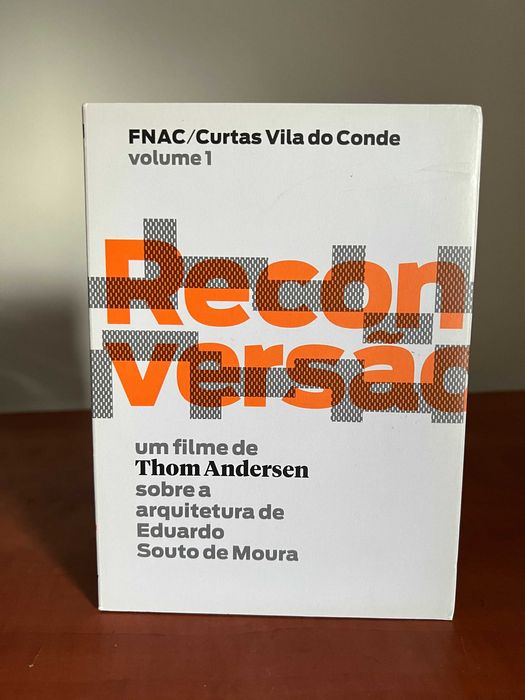 FNAC/Curtas Vila do Conde
volume 1
Recon
versão
um filme de
Thom Andersen
sobre a
arquitetura de
Eduardo
Souto de Moura